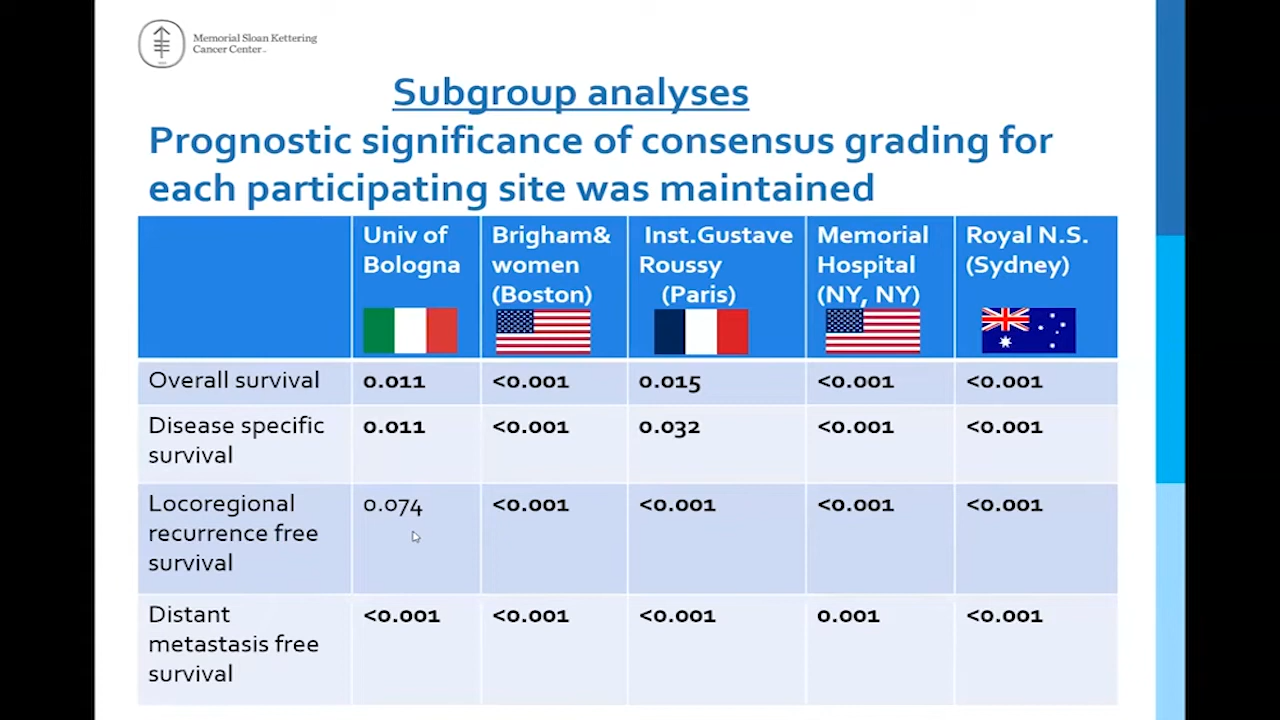 Memorial Sloan Kettering
Cancer Center
Subgroup analyses
Prognostic significance of consensus grading for
each participating site was maintained
Univ of
Bologna
Brigham&
women
(Boston)
Inst.Gustave
Roussy
(Paris)
Memorial
Hospital
(NY, NY)
Royal N.S.
(Sydney)
Overall survival 0.011 <0.001 0.015 <0.001 <0.001
Disease specific
survival
0.011 <0.001 0.032 <0.001 <0.001
Locoregional
recurrence free
survival
0.074 <0.001 <0.001 <0.001 <0.001
Distant
metastasis free
survival
<0.001 <0.001 <0.001 0.001 <0.001